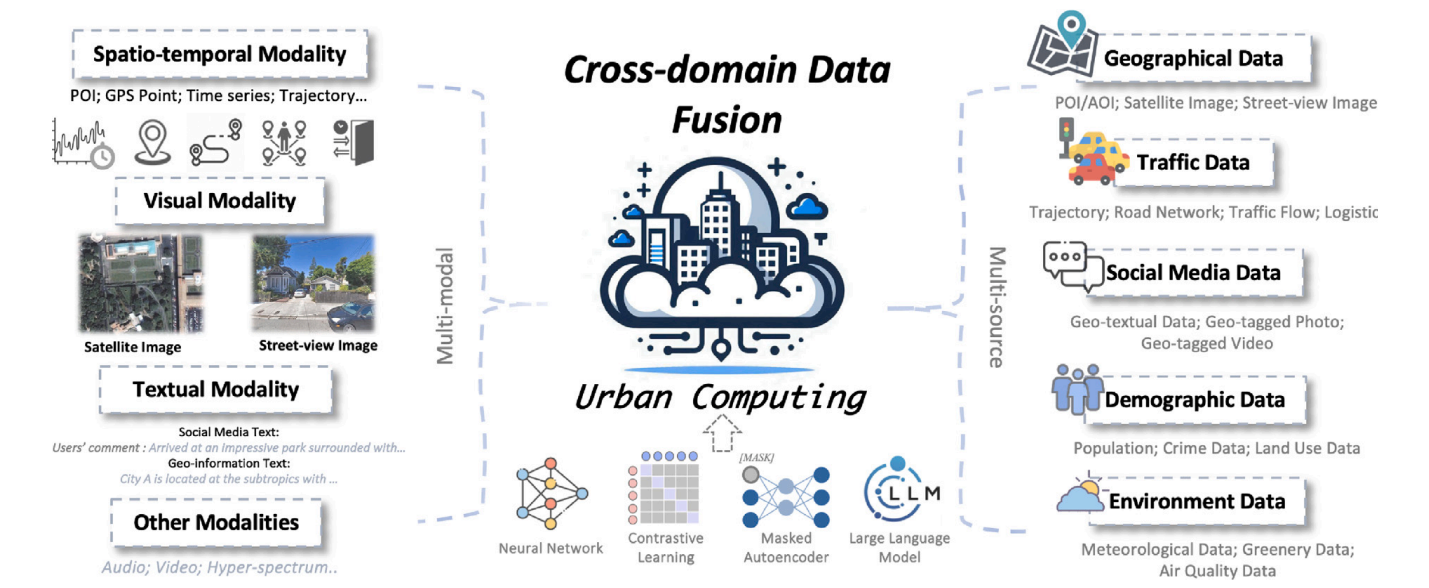 Spatio-temporal Modality
POI; GPS Point; Time series; Trajectory...
Visual Modality
Satellite Image
Street-view Image
Textual Modality
Social Media Text:
Users' comment : Arrived at an impressive park surrounded with...
Geo-information Text:
City A is located at the subtropics with ...
Other Modalities
Audio; Video; Hyper-spectrum..
Multi-modal
Cross-domain Data
Fusion
Urban Computing
[MASK]
LLM
Neural Network
Contrastive
Learning
Masked
Autoencoder
Large Language
Model
Multi-source
Geographical Data
POI/AOI; Satellite Image; Street-view Image
Traffic Data
Trajectory; Road Network; Traffic Flow; Logistic
Social Media Data
Geo-textual Data; Geo-tagged Photo;
Geo-tagged Video
Demographic Data
Population; Crime Data; Land Use Data
Environment Data
Meteorological Data; Greenery Data;
Air Quality Data